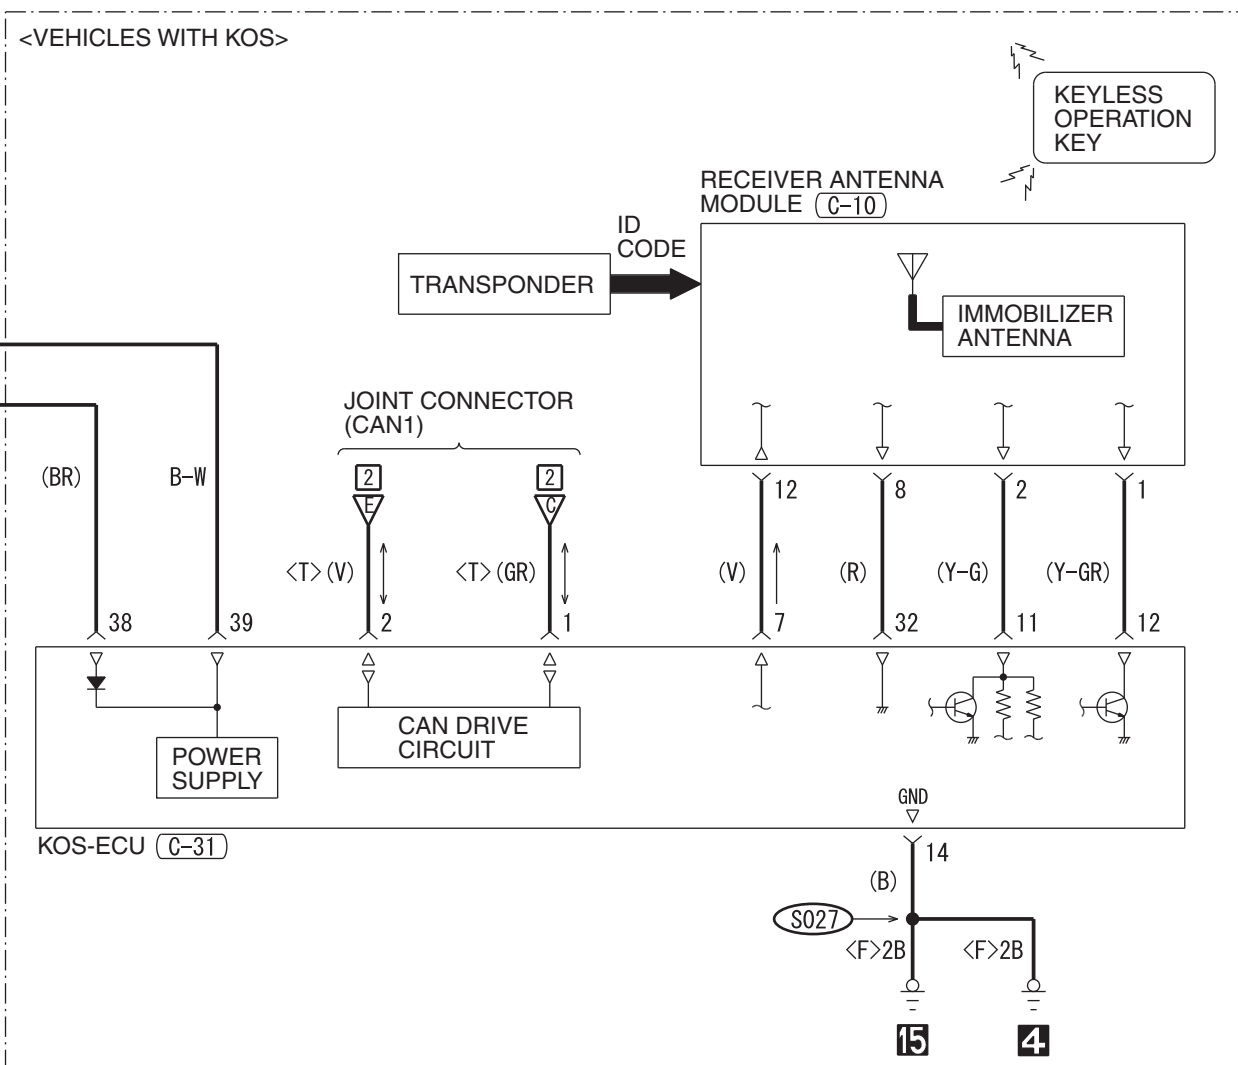 <VEHICLES WITH KOS>
KEYLESS
OPERATION
KEY
RECEIVER ANTENNA
MODULE C-10
ID
CODE
TRANSPONDER
IMMOBILIZER
ANTENNA
JOINT CONNECTOR
(CAN1)
2 2
E C
12 8 2 1
(BR) B-W <T>(V) <T>(GR) (V) (R) (Y-G) (Y-GR)
38 39 2 1 7 32 11 12
POWER
SUPPLY
CAN DRIVE
CIRCUIT
GND
KOS-ECU C-31
14
(B)
S027
<F>2B <F>2B
15 4